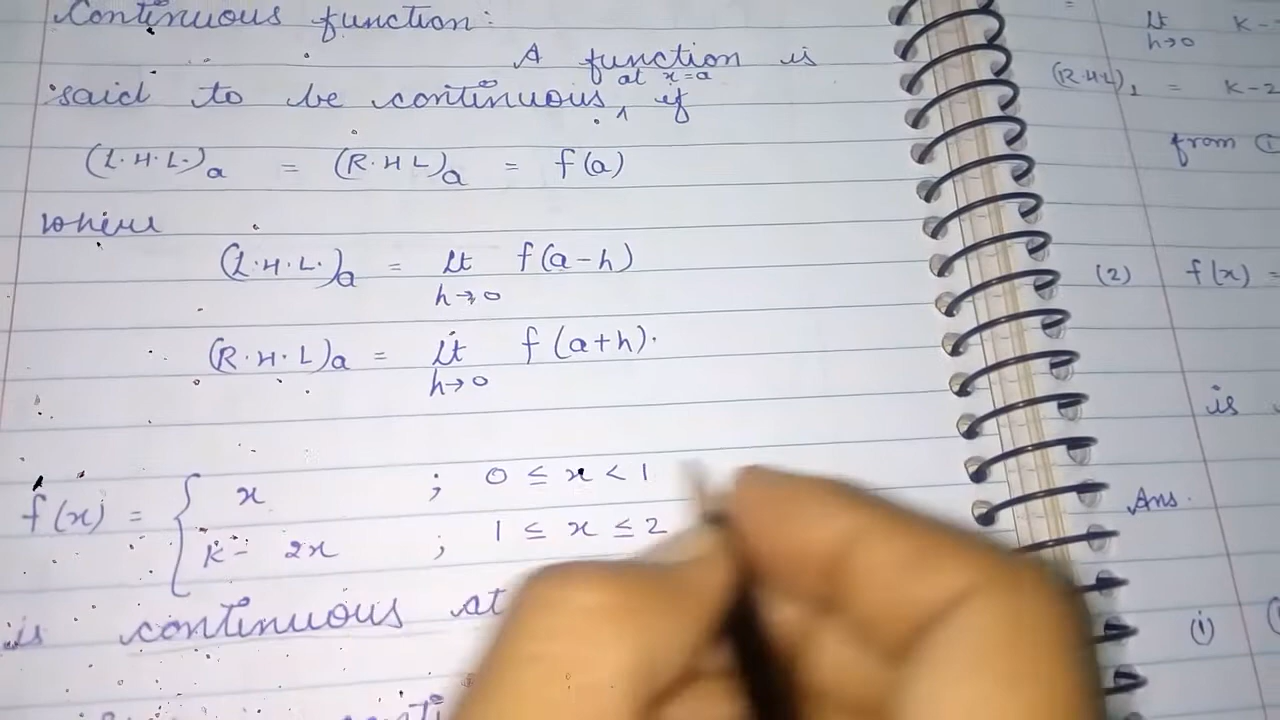 Continuous function:
A function is
said to be continuous at x=a, if
(L.H.L.)a = (R.H.L)a = f(a)
where
(L.H.L.)a = lt f(a-h)
h→0
(R.H.L)a = lt f(a+h).
h→0
f(x) = { x ; 0 ≤ x < 1
k - 2x ; 1 ≤ x ≤ 2
is continuous at
lt k-
h→0
(R.H.L)1 = k-2
from (1
(2) f(x) =
is
Ans.
(i)